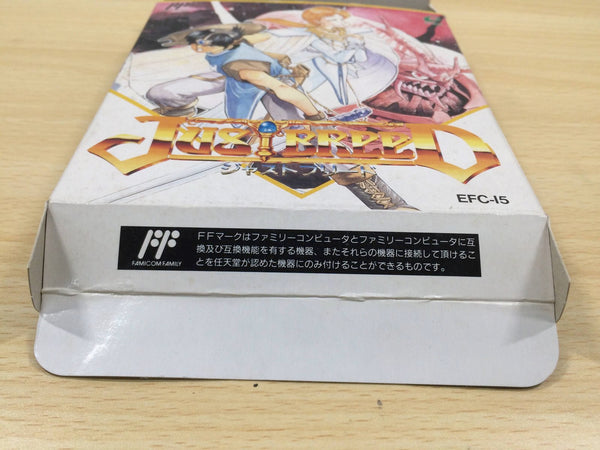 JUSTBREED
ジャストブリード
EFC-I5
FF
FAMICOM FAMILY
FFマークはファミリーコンピュータとファミリーコンピュータに互
換及び互換機能を有する機器、またそれらの機器に接続して頂けるこ
とを任天堂が認めた機器にのみ付けることができるものです。